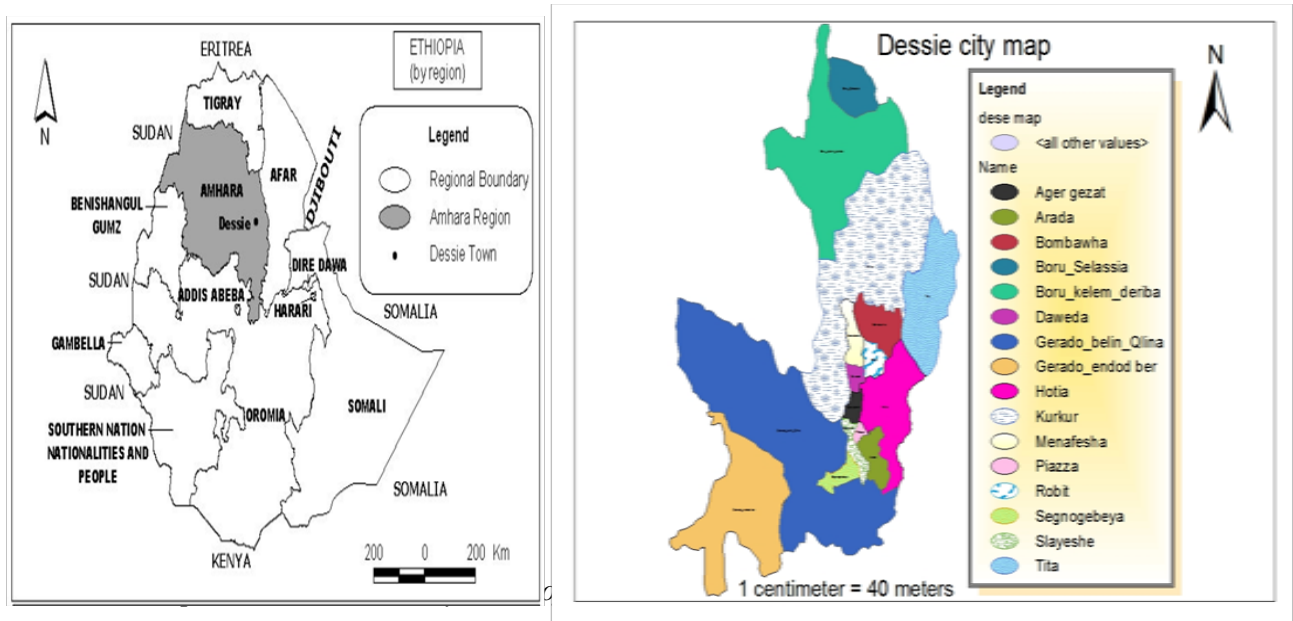 ERITREA
ETHIOPIA
(by region)
N
TIGRAY
SUDAN
Legend
AFAR
DJIBOUTI
Regional Boundary
AMHARA
BENISHANGUL
GUMZ
Dessie
Amhara Region
SUDAN
DIRE DAWA
Dessie Town
ADDIS ABEBA
HARARI
SOMALIA
GAMBELLA
SUDAN
SOMALI
OROMIA
SOUTHERN NATION
NATIONALITIES AND
PEOPLE
SOMALIA
KENYA
200 0 200 Km
Dessie city map
N
Legend
dese map
<all other values>
Name
Ager gezat
Arada
Bombawha
Boru_Selassia
Boru_kelem_deriba
Daweda
Gerado_belin_Qlina
Gerado_endod ber
Hotia
Kurkur
Menafesha
Piazza
Robit
Segnogebeya
Slayeshe
Tita
1 centimeter = 40 meters